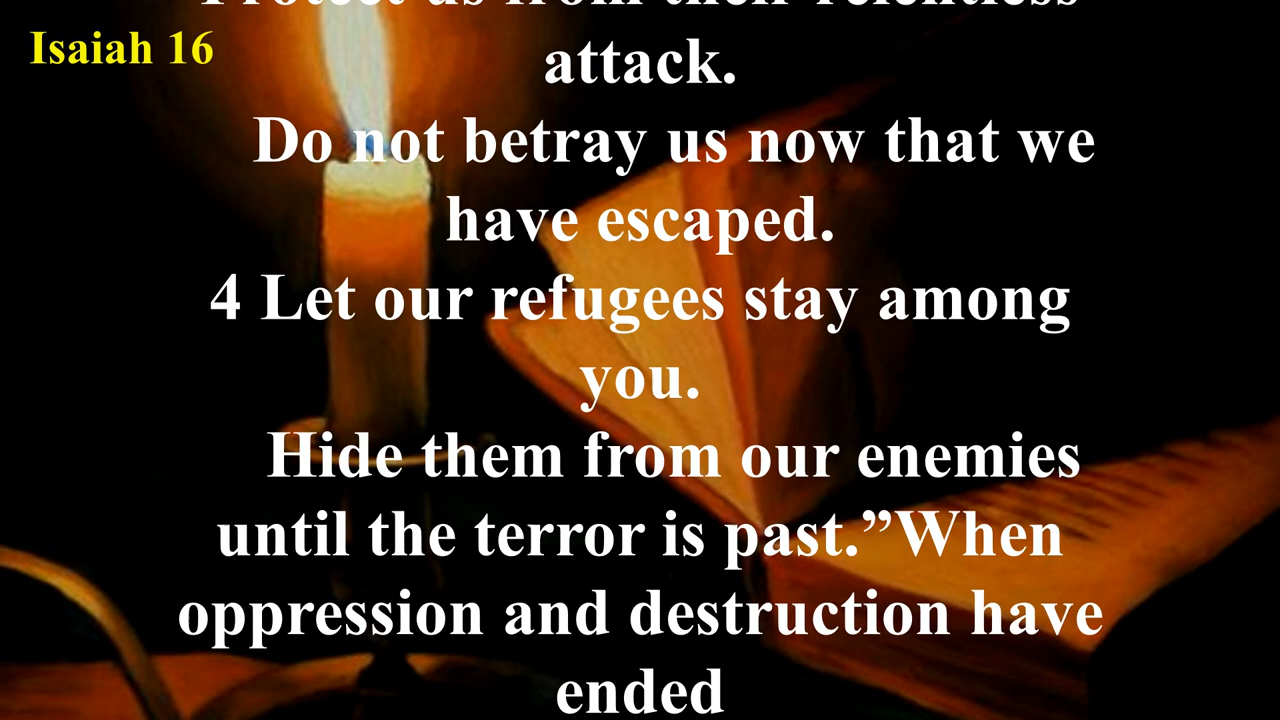 Isaiah 16
Protect us from their relentless
attack.
Do not betray us now that we
have escaped.
4 Let our refugees stay among
you.
Hide them from our enemies
until the terror is past.”When
oppression and destruction have
ended